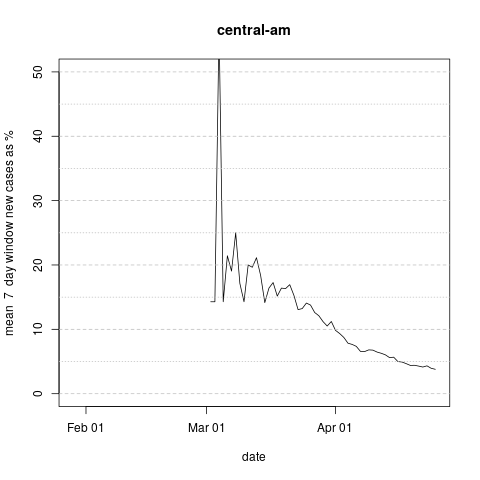 central-am
mean  7  day window new cases as %
50
40
30
20
10
0
Feb 01
Mar 01
Apr 01
date